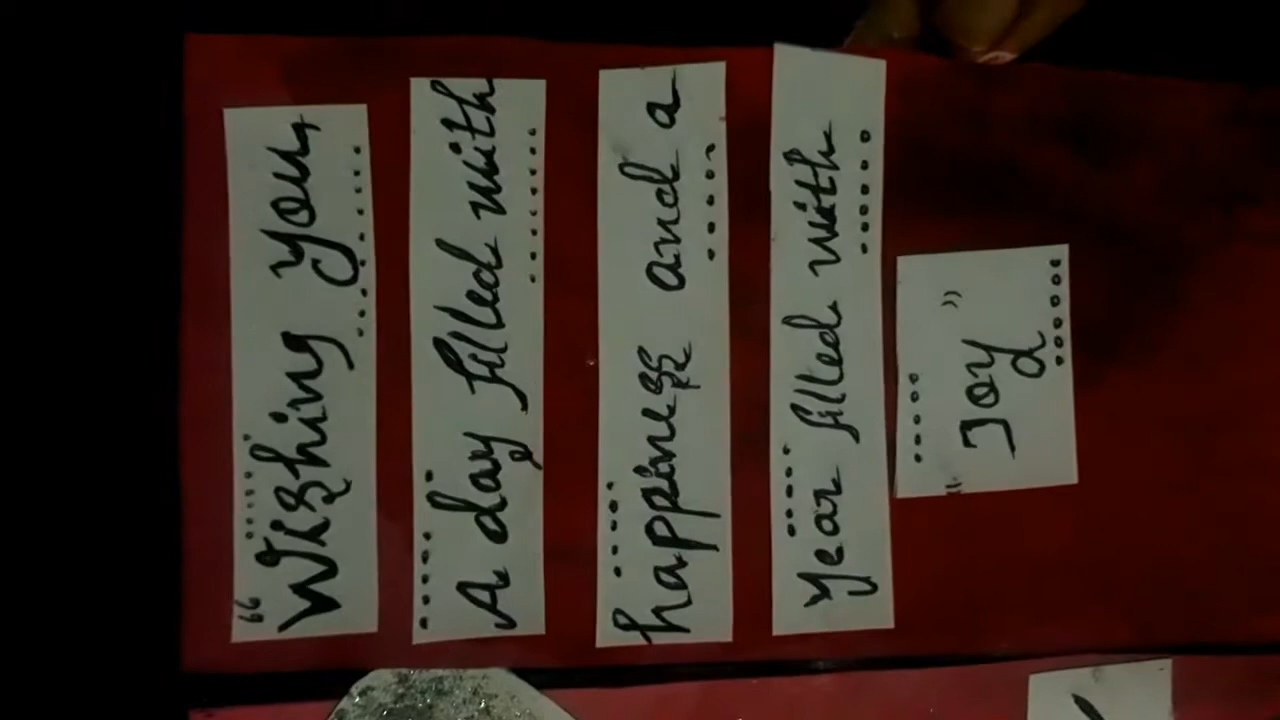 "Wishing you
A day filled with
happiness and a
year filled with
"Joy"